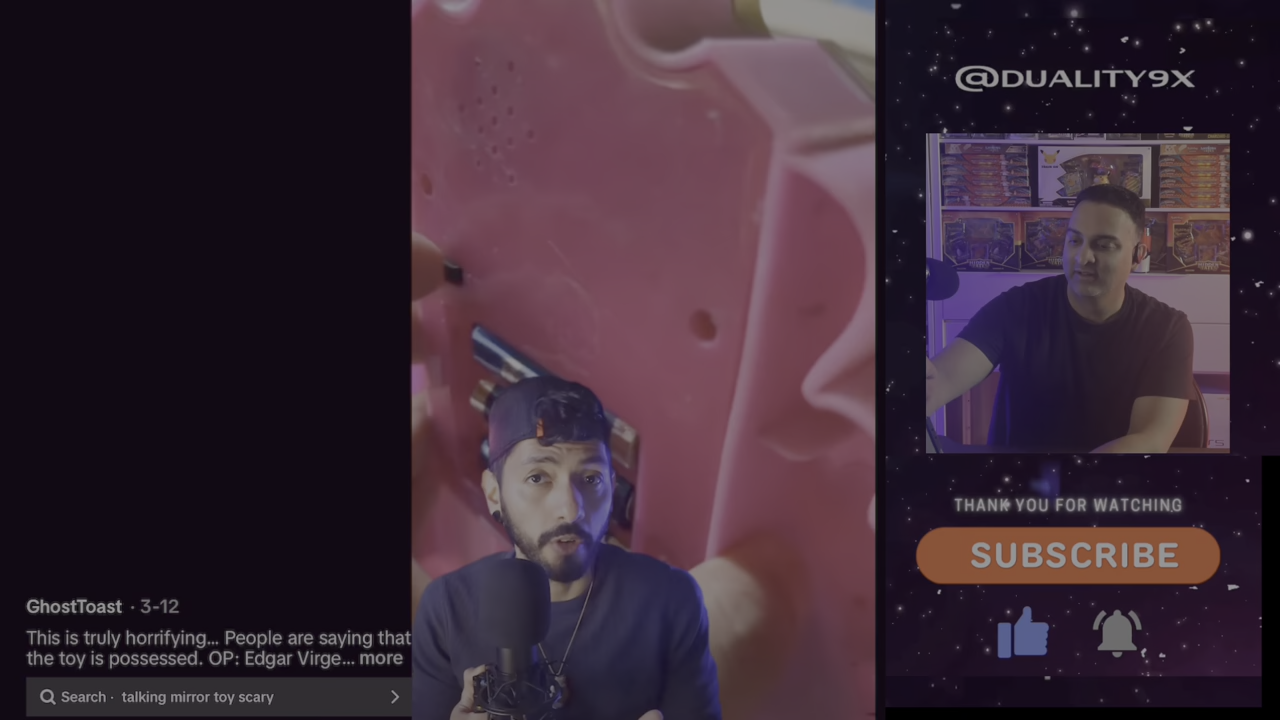 GhostToast · 3-12
This is truly horrifying... People are saying that
the toy is possessed. OP: Edgar Virge... more
Search · talking mirror toy scary
@DUALITY9X
THANK YOU FOR WATCHING
SUBSCRIBE